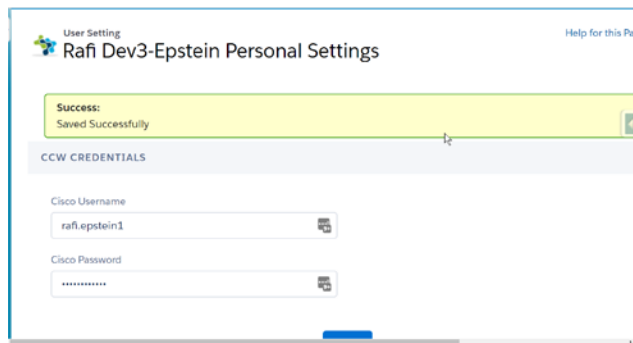 User Setting
Help for this Pa
Rafi Dev3-Epstein Personal Settings
Success:
Saved Successfully
CCW CREDENTIALS
Cisco Username
rafi.epstein1
Cisco Password
••••••••••••